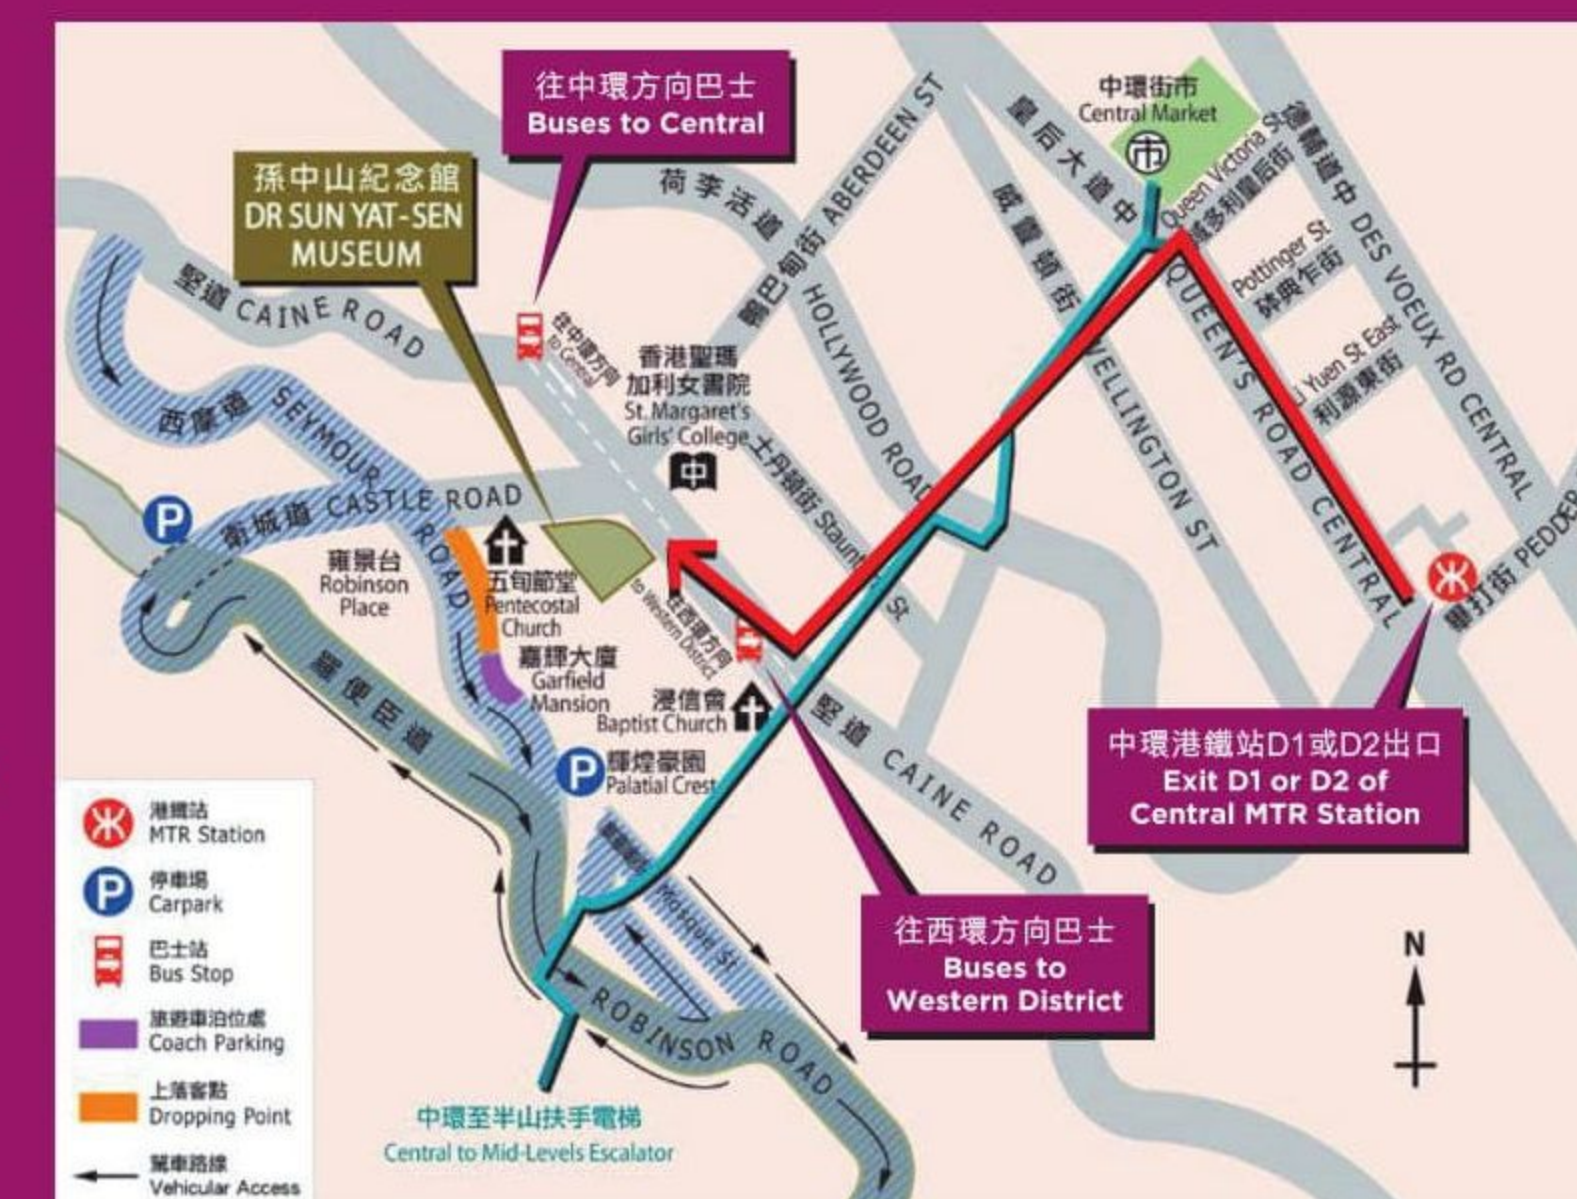 往中環方向巴士
Buses to Central
孫中山紀念館
DR SUN YAT-SEN
MUSEUM
中環街市
Central Market
市
皇后大道中
QUEEN'S ROAD CENTRAL
Queen Victoria St
域多利皇后街
德輔道中 DES VOEUX RD CENTRAL
Pottinger St
砵典乍街
Li Yuen St East
利源東街
威靈頓街
WELLINGTON ST
鴨巴甸街 ABERDEEN ST
荷李活道
HOLLYWOOD ROAD
堅道 CAINE ROAD
往中環方向
to Central
香港聖瑪
加利女書院
St. Margaret's
Girls' College
中
士丹頓街 Staunton St
西摩道 SEYMOUR ROAD
衛城道 CASTLE ROAD
P
雍景台
Robinson
Place
五旬節堂
Pentecostal
Church
嘉輝大廈
Garfield
Mansion
往西環方向
to Western District
浸信會
Baptist Church
P
輝煌豪園
Palatial Crest
羅便臣道
ROBINSON ROAD
堅道 CAINE ROAD
Mosque St
畢打街 PEDDER
中環港鐵站D1或D2出口
Exit D1 or D2 of
Central MTR Station
往西環方向巴士
Buses to
Western District
N
中環至半山扶手電梯
Central to Mid-Levels Escalator
港鐵站
MTR Station
P
停車場
Carpark
巴士站
Bus Stop
旅遊車泊位處
Coach Parking
上落客點
Dropping Point
駕車路線
Vehicular Access